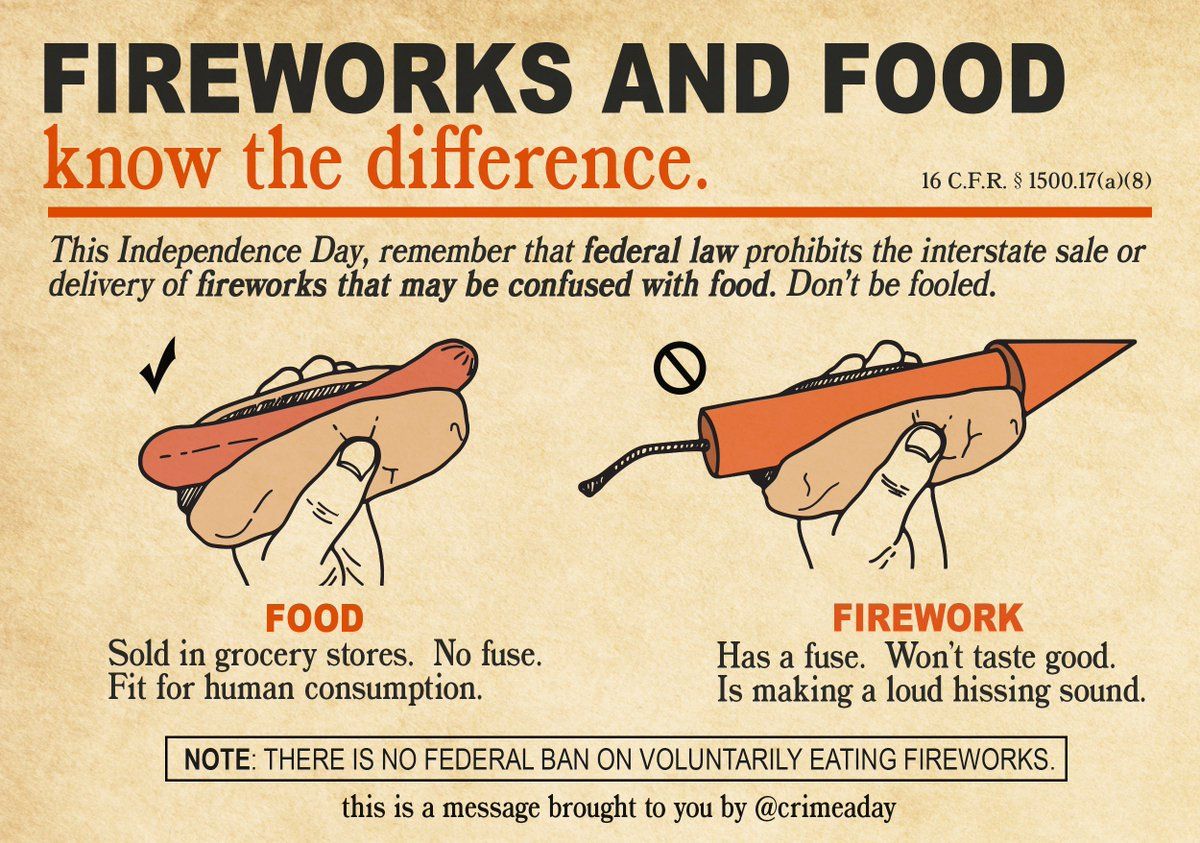 FIREWORKS AND FOOD
know the difference.
16 C.F.R. § 1500.17(a)(8)
This Independence Day, remember that federal law prohibits the interstate sale or
delivery of fireworks that may be confused with food. Don't be fooled.
FOOD
Sold in grocery stores. No fuse.
Fit for human consumption.
FIREWORK
Has a fuse. Won't taste good.
Is making a loud hissing sound.
NOTE: THERE IS NO FEDERAL BAN ON VOLUNTARILY EATING FIREWORKS.
this is a message brought to you by @crimeaday